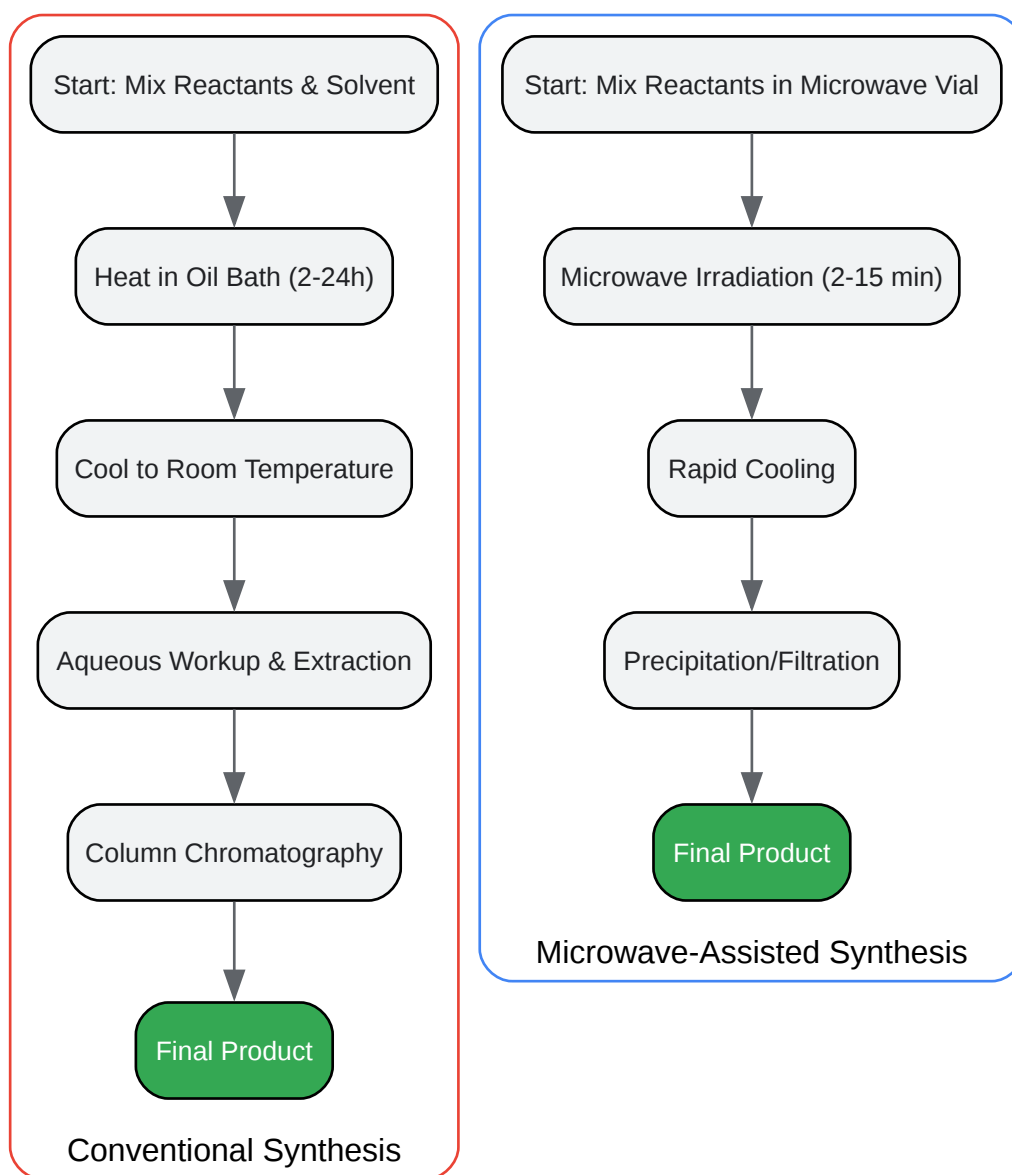 Start: Mix Reactants & Solvent
Heat in Oil Bath (2-24h)
Cool to Room Temperature
Aqueous Workup & Extraction
Column Chromatography
Final Product
Conventional Synthesis
Start: Mix Reactants in Microwave Vial
Microwave Irradiation (2-15 min)
Rapid Cooling
Precipitation/Filtration
Final Product
Microwave-Assisted Synthesis